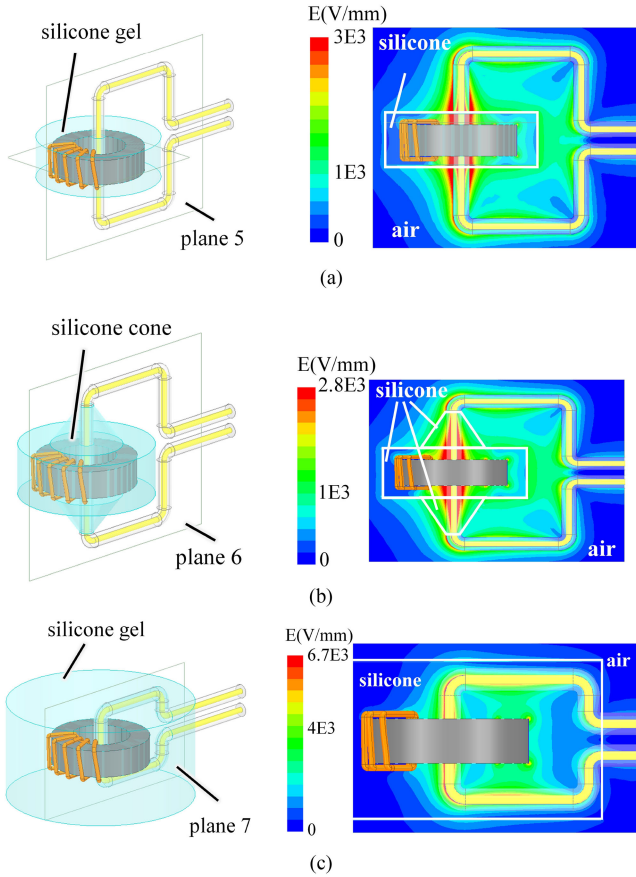 silicone gel
plane 5
E(V/mm)
3E3
1E3
0
silicone
air
(a)
silicone cone
plane 6
E(V/mm)
2.8E3
1E3
0
silicone
air
(b)
silicone gel
plane 7
E(V/mm)
6.7E3
4E3
0
silicone
air
(c)